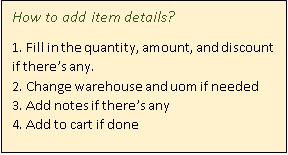 How to add item details?
1. Fill in the quantity, amount, and discount
if there's any.
2. Change warehouse and uom if needed
3. Add notes if there's any
4. Add to cart if done